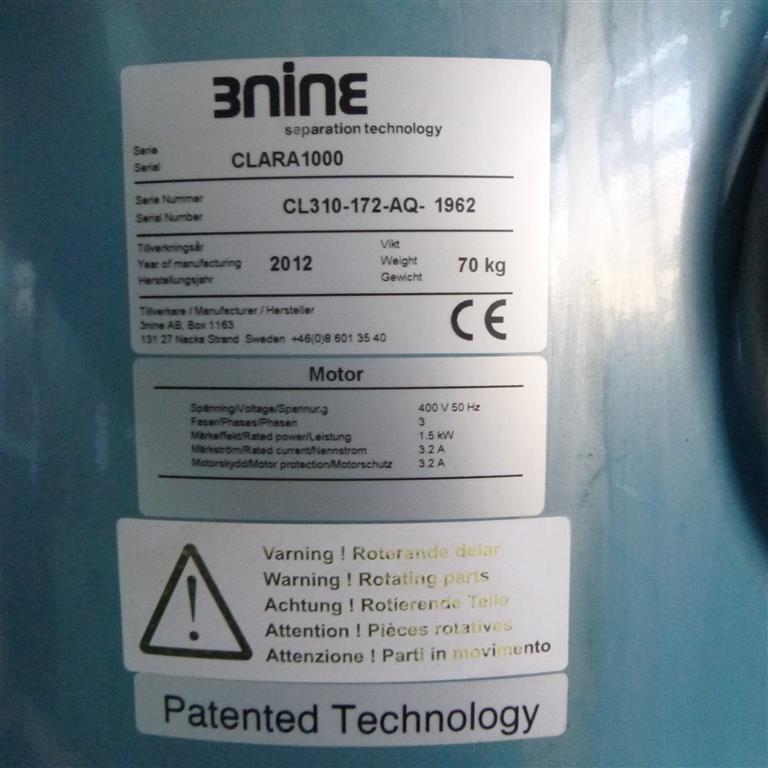 3nine
separation technology
Serie
Serial CLARA1000
Serie Nummer
Serial Number CL310-172-AQ- 1962
Tillverkningsår
Year of manufacturing 2012
Herstellungsjahr
Vikt
Weight 70 kg
Gewicht
Tillverkare / Manufacturer / Hersteller
3nine AB, Box 1163
131 27 Nacka Strand Sweden +46(0)8 601 35 40
CE
Motor
Spänning/Voltage/Spannung 400 V 50 Hz
Faser/Phases/Phasen 3
Märkeffekt/Rated power/Leistung 1.5 kW
Märkström/Rated current/Nennstrom 3.2 A
Motorskydd/Motor protection/Motorschutz 3.2 A
Varning ! Roterande delar
Warning ! Rotating parts
Achtung ! Rotierende Teile
Attention ! Pièces rotatives
Attenzione ! Parti in movimento
Patented Technology